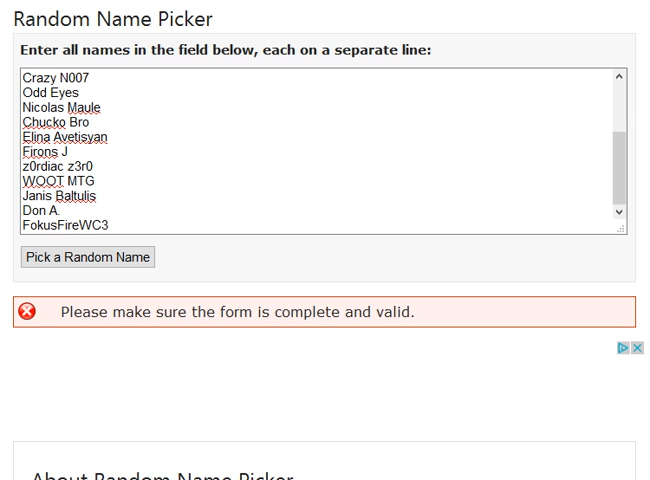 Random Name Picker
Enter all names in the field below, each on a separate line:
Crazy N007
Odd Eyes
Nicolas Maule
Chucko Bro
Elina Avetisyan
Firons J
z0rdiac z3r0
WOOT MTG
Janis Baltulis
Don A.
FokusFireWC3
Pick a Random Name
Please make sure the form is complete and valid.
About Random Name Picker